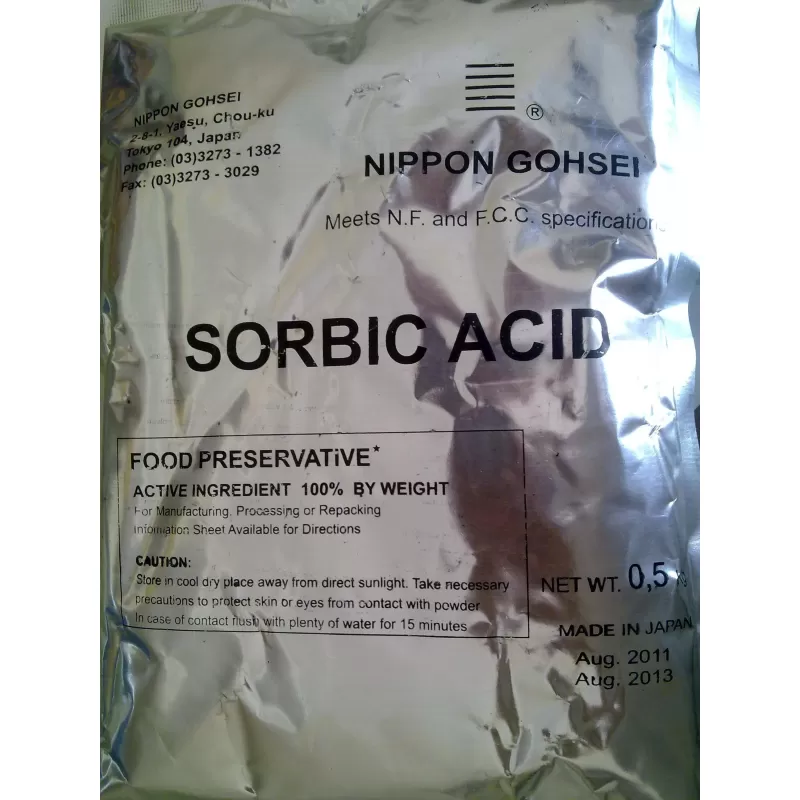 NIPPON GOHSEI
2-8-1, Yaesu, Chou-ku
Tokyo 104, Japan
Phone: (03)3273 - 1382
Fax: (03)3273 - 3029
®
NIPPON GOHSEI
Meets N.F. and F.C.C. specification
SORBIC ACID
FOOD PRESERVATiVE*
ACTIVE INGREDIENT 100% BY WEIGHT
* For Manufacturing, Processing or Repacking
Information Sheet Available for Directions
CAUTION:
Store in cool dry place away from direct sunlight. Take necessary
precautions to protect skin or eyes from contact with powder
In case of contact flush with plenty of water for 15 minutes
NET WT. 0,5 Kg
MADE IN JAPAN
Aug. 2011
Aug. 2013